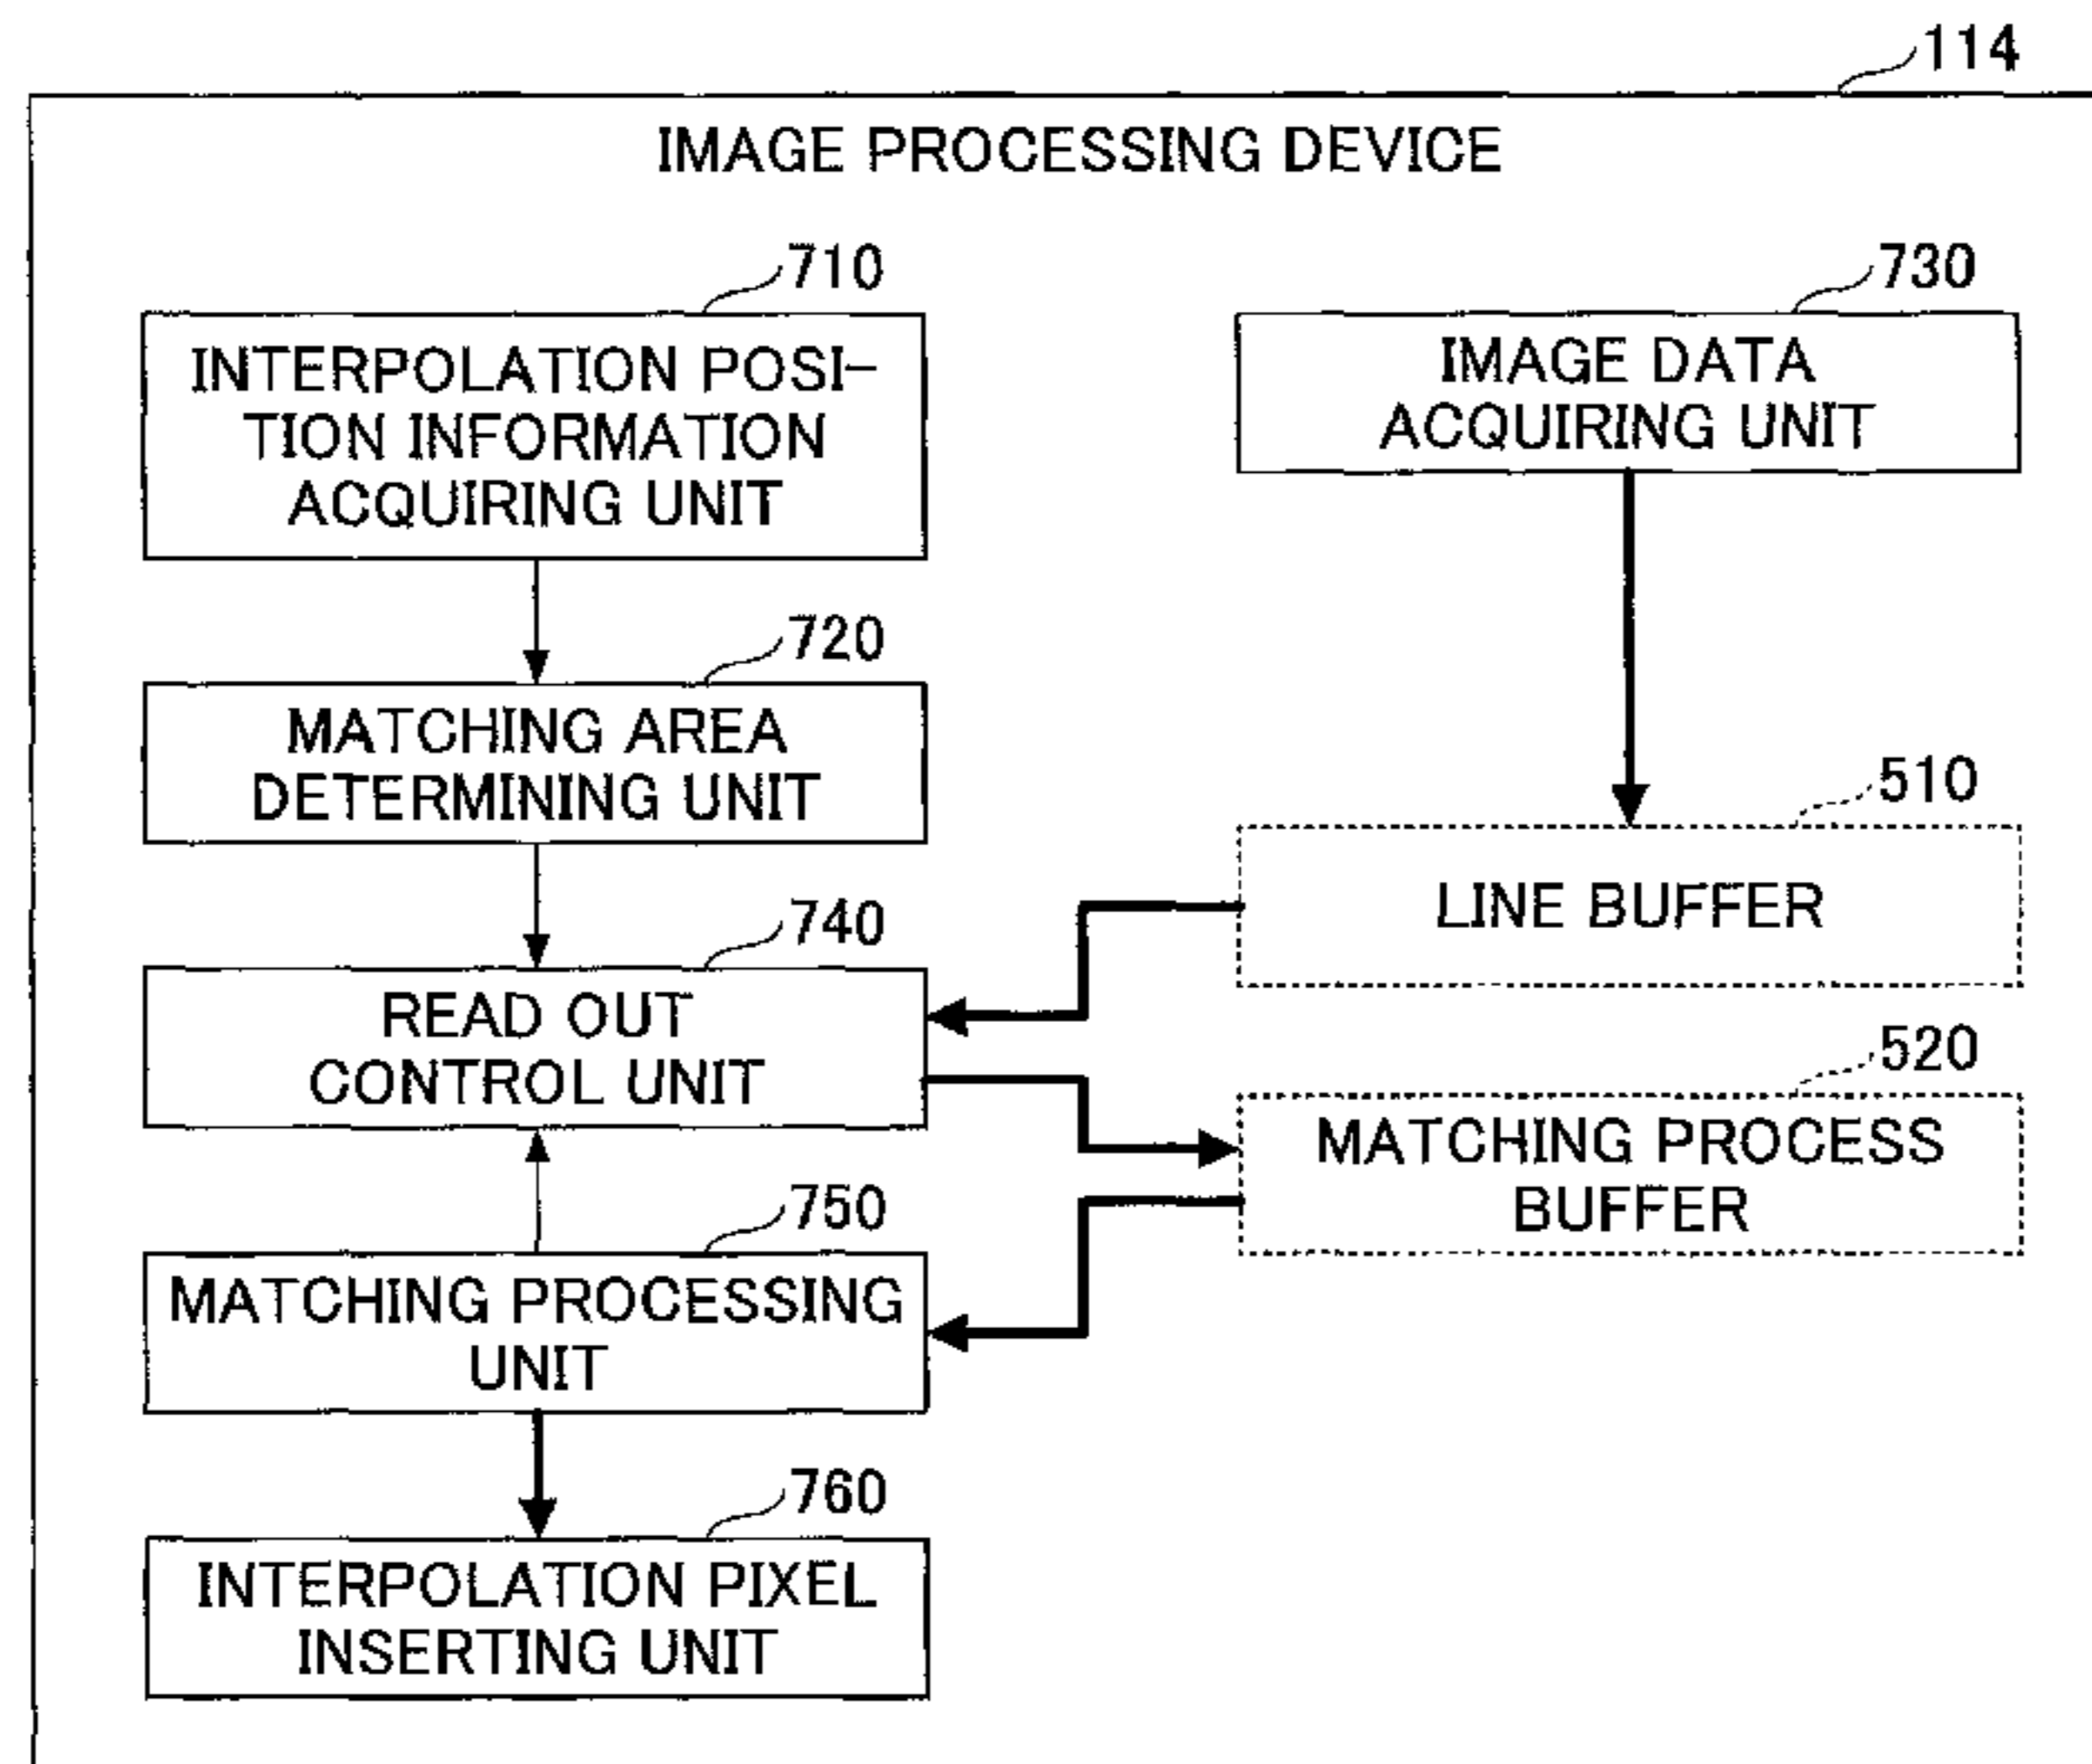 114
IMAGE PROCESSING DEVICE
710
INTERPOLATION POSI-
TION INFORMATION
ACQUIRING UNIT
730
IMAGE DATA
ACQUIRING UNIT
720
MATCHING AREA
DETERMINING UNIT
510
LINE BUFFER
740
READ OUT
CONTROL UNIT
520
MATCHING PROCESS
BUFFER
750
MATCHING PROCESSING
UNIT
760
INTERPOLATION PIXEL
INSERTING UNIT